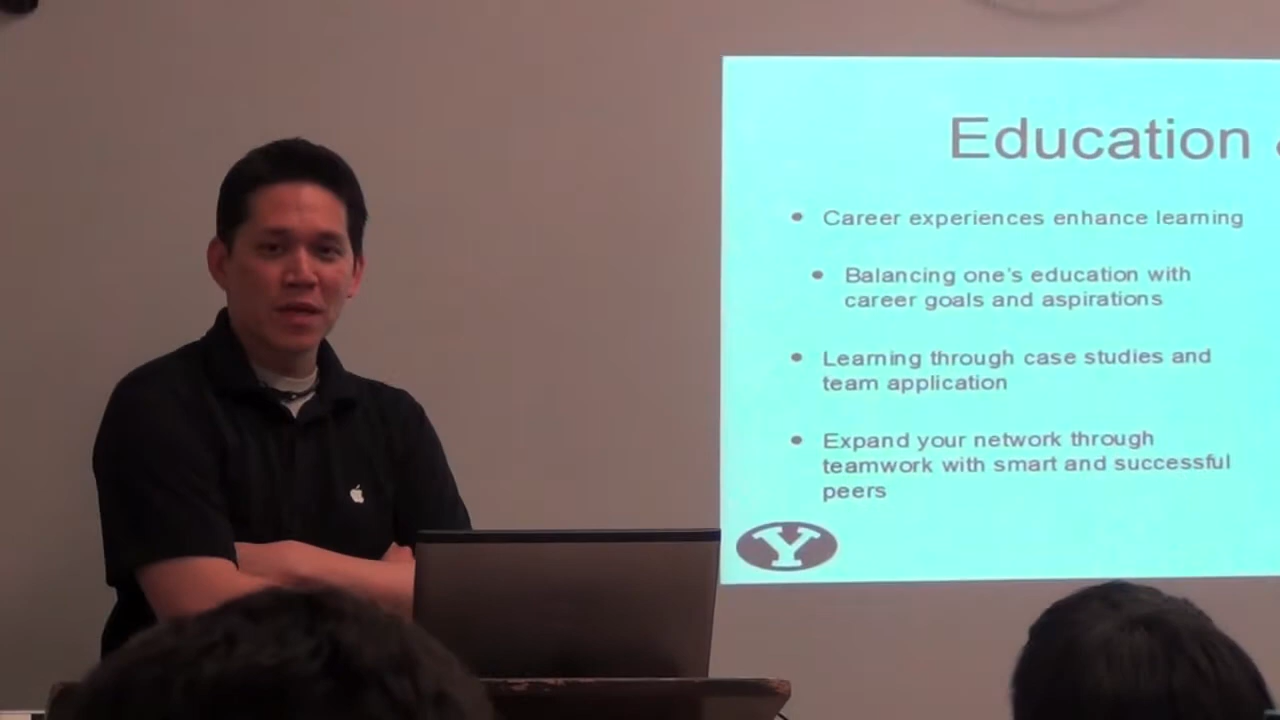 Education
Career experiences enhance learning
Balancing one's education with
career goals and aspirations
Learning through case studies and
team application
Expand your network through
teamwork with smart and successful
peers
Y